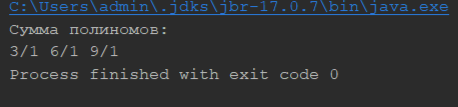 C:\Users\admin\.jdks\jbr-17.0.7\bin\java.exe
Сумма полиномов:
3/1 6/1 9/1
Process finished with exit code 0